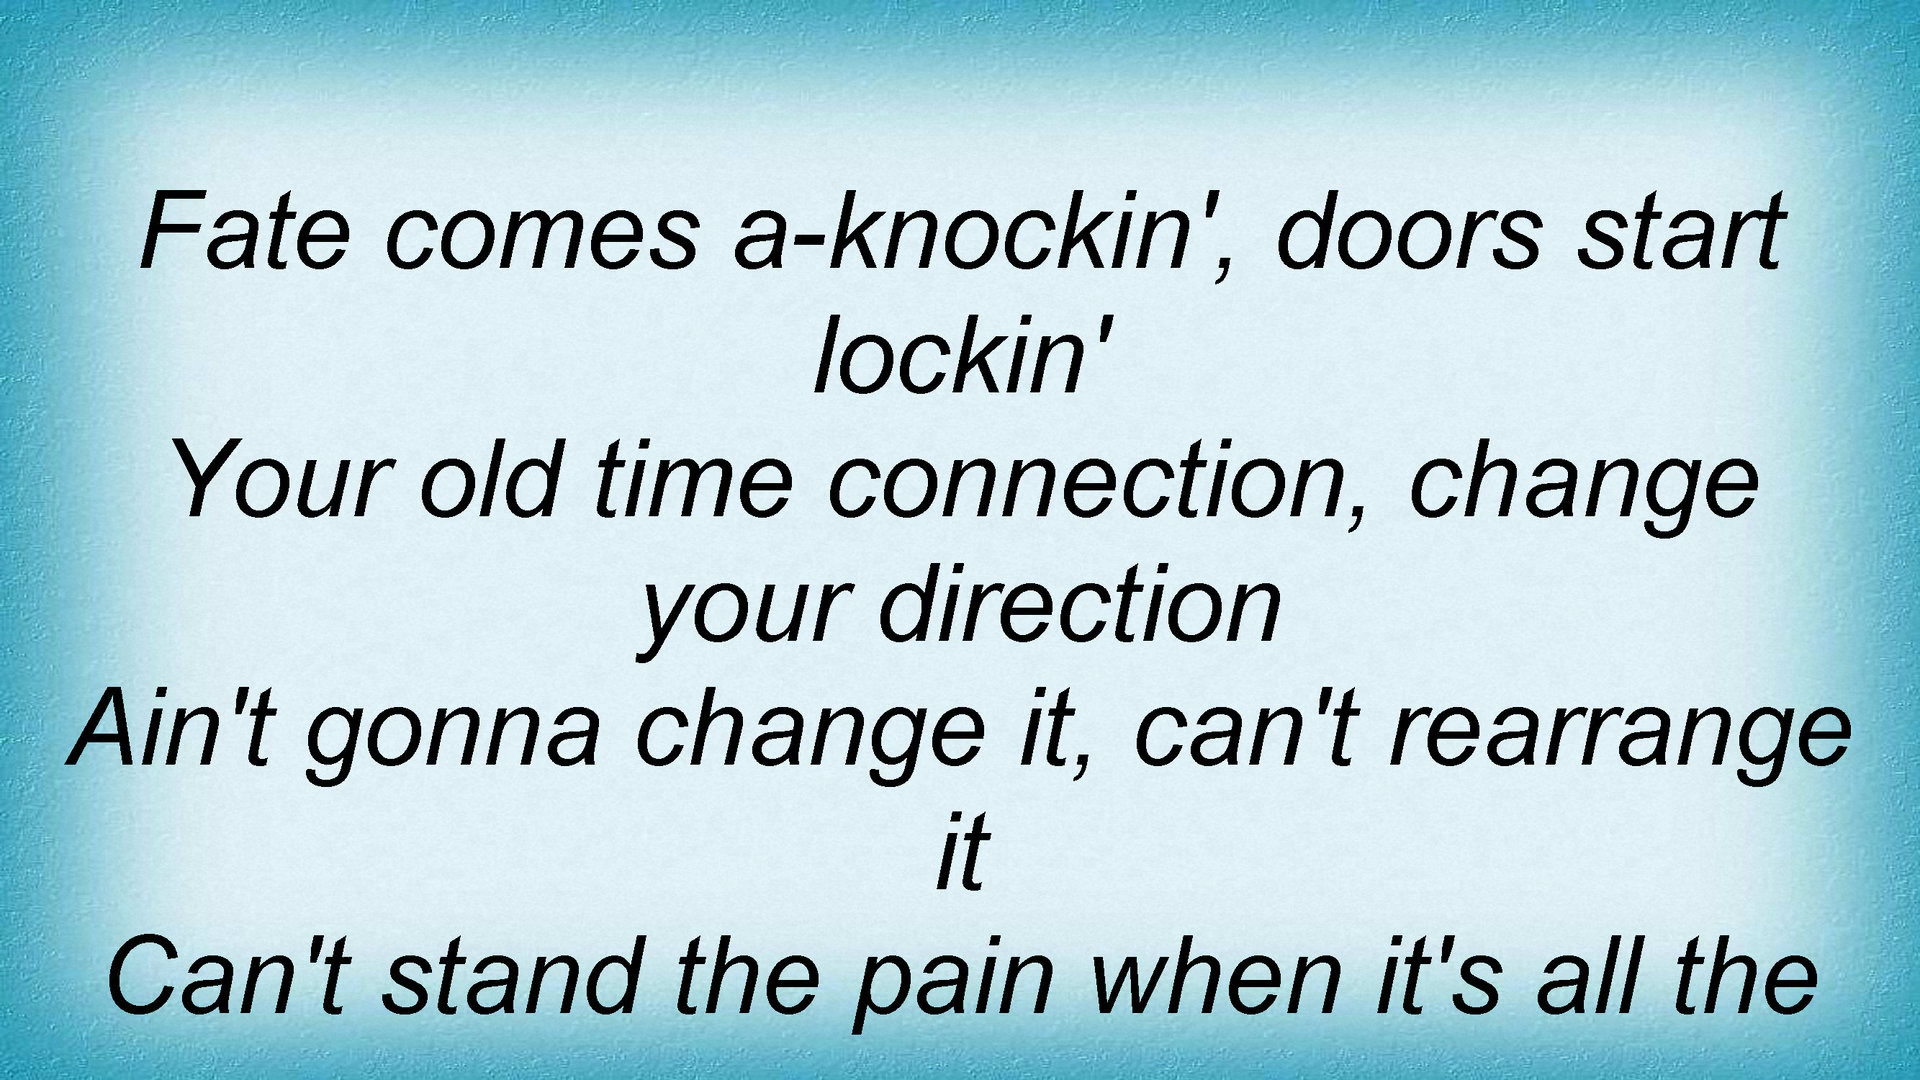 Fate comes a-knockin', doors start
lockin'
Your old time connection, change
your direction
Ain't gonna change it, can't rearrange
it
Can't stand the pain when it's all the